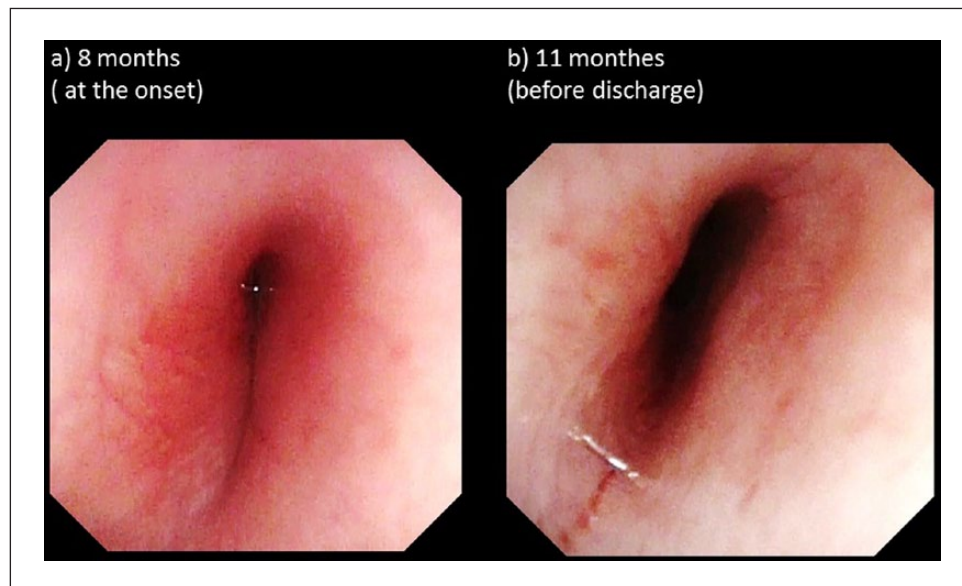 a) 8 months
( at the onset)
b) 11 monthes
(before discharge)